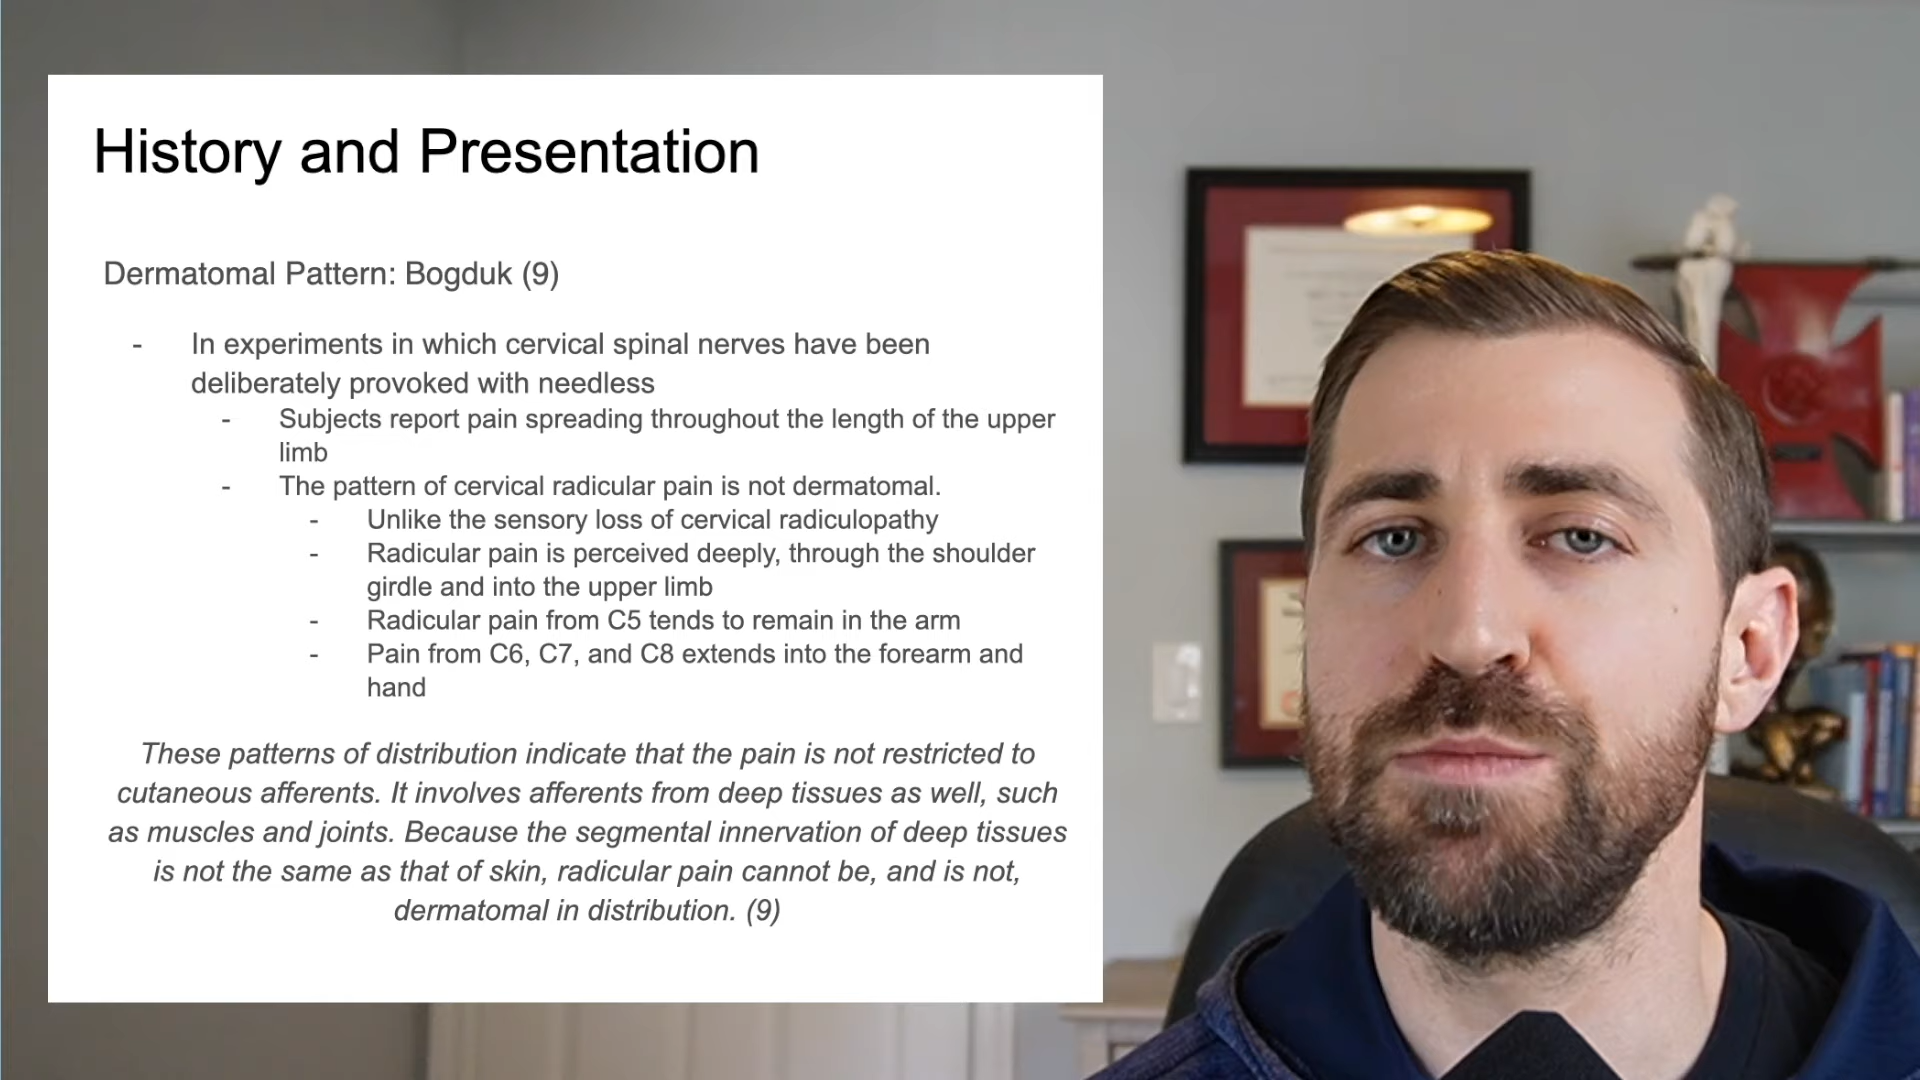 History and Presentation
Dermatomal Pattern: Bogduk (9)
- In experiments in which cervical spinal nerves have been
deliberately provoked with needless
- Subjects report pain spreading throughout the length of the upper
limb
- The pattern of cervical radicular pain is not dermatomal.
- Unlike the sensory loss of cervical radiculopathy
- Radicular pain is perceived deeply, through the shoulder
girdle and into the upper limb
- Radicular pain from C5 tends to remain in the arm
- Pain from C6, C7, and C8 extends into the forearm and
hand
These patterns of distribution indicate that the pain is not restricted to
cutaneous afferents. It involves afferents from deep tissues as well, such
as muscles and joints. Because the segmental innervation of deep tissues
is not the same as that of skin, radicular pain cannot be, and is not,
dermatomal in distribution. (9)